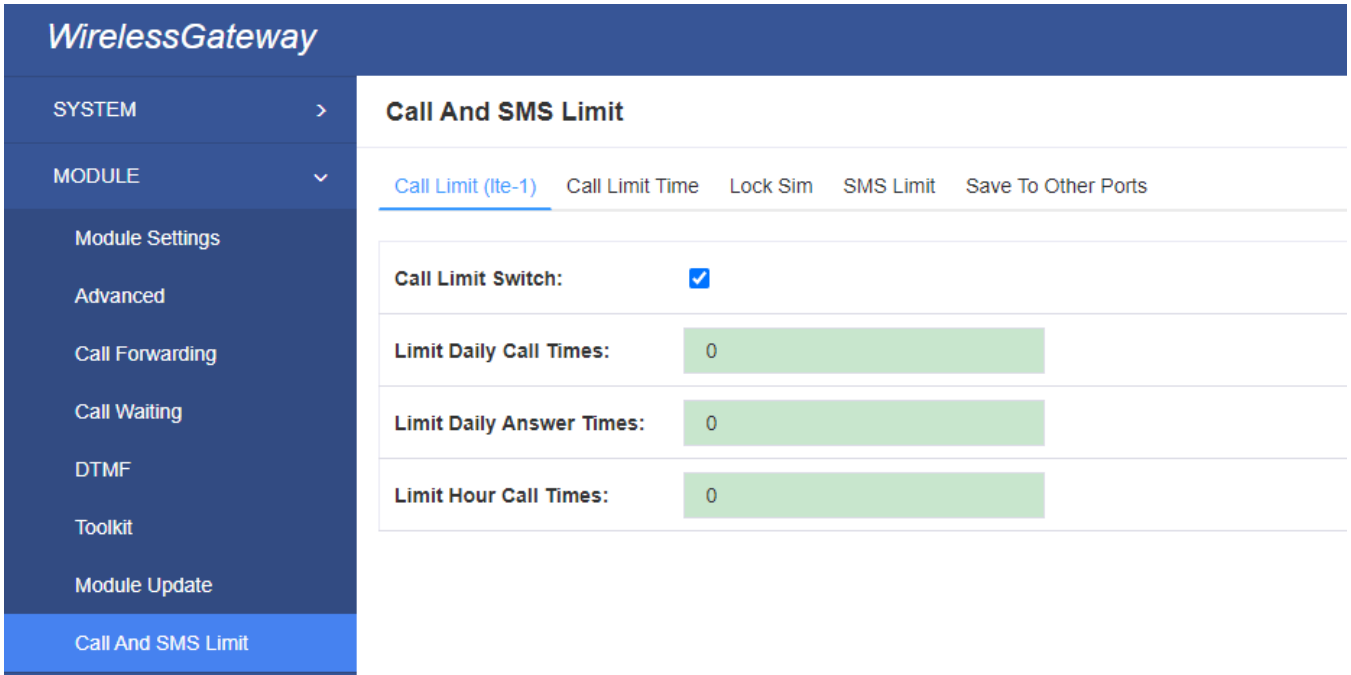 WirelessGateway
SYSTEM
MODULE
Module Settings
Advanced
Call Forwarding
Call Waiting
DTMF
Toolkit
Module Update
Call And SMS Limit
Call And SMS Limit
Call Limit (lte-1) Call Limit Time Lock Sim SMS Limit Save To Other Ports
Call Limit Switch:
Limit Daily Call Times: 0
Limit Daily Answer Times: 0
Limit Hour Call Times: 0